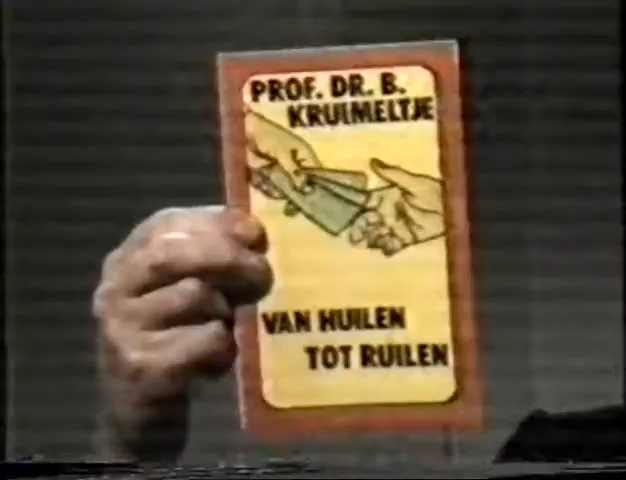 PROF. DR. B.
KRUIMELTJE
VAN HUILEN
TOT RUILEN